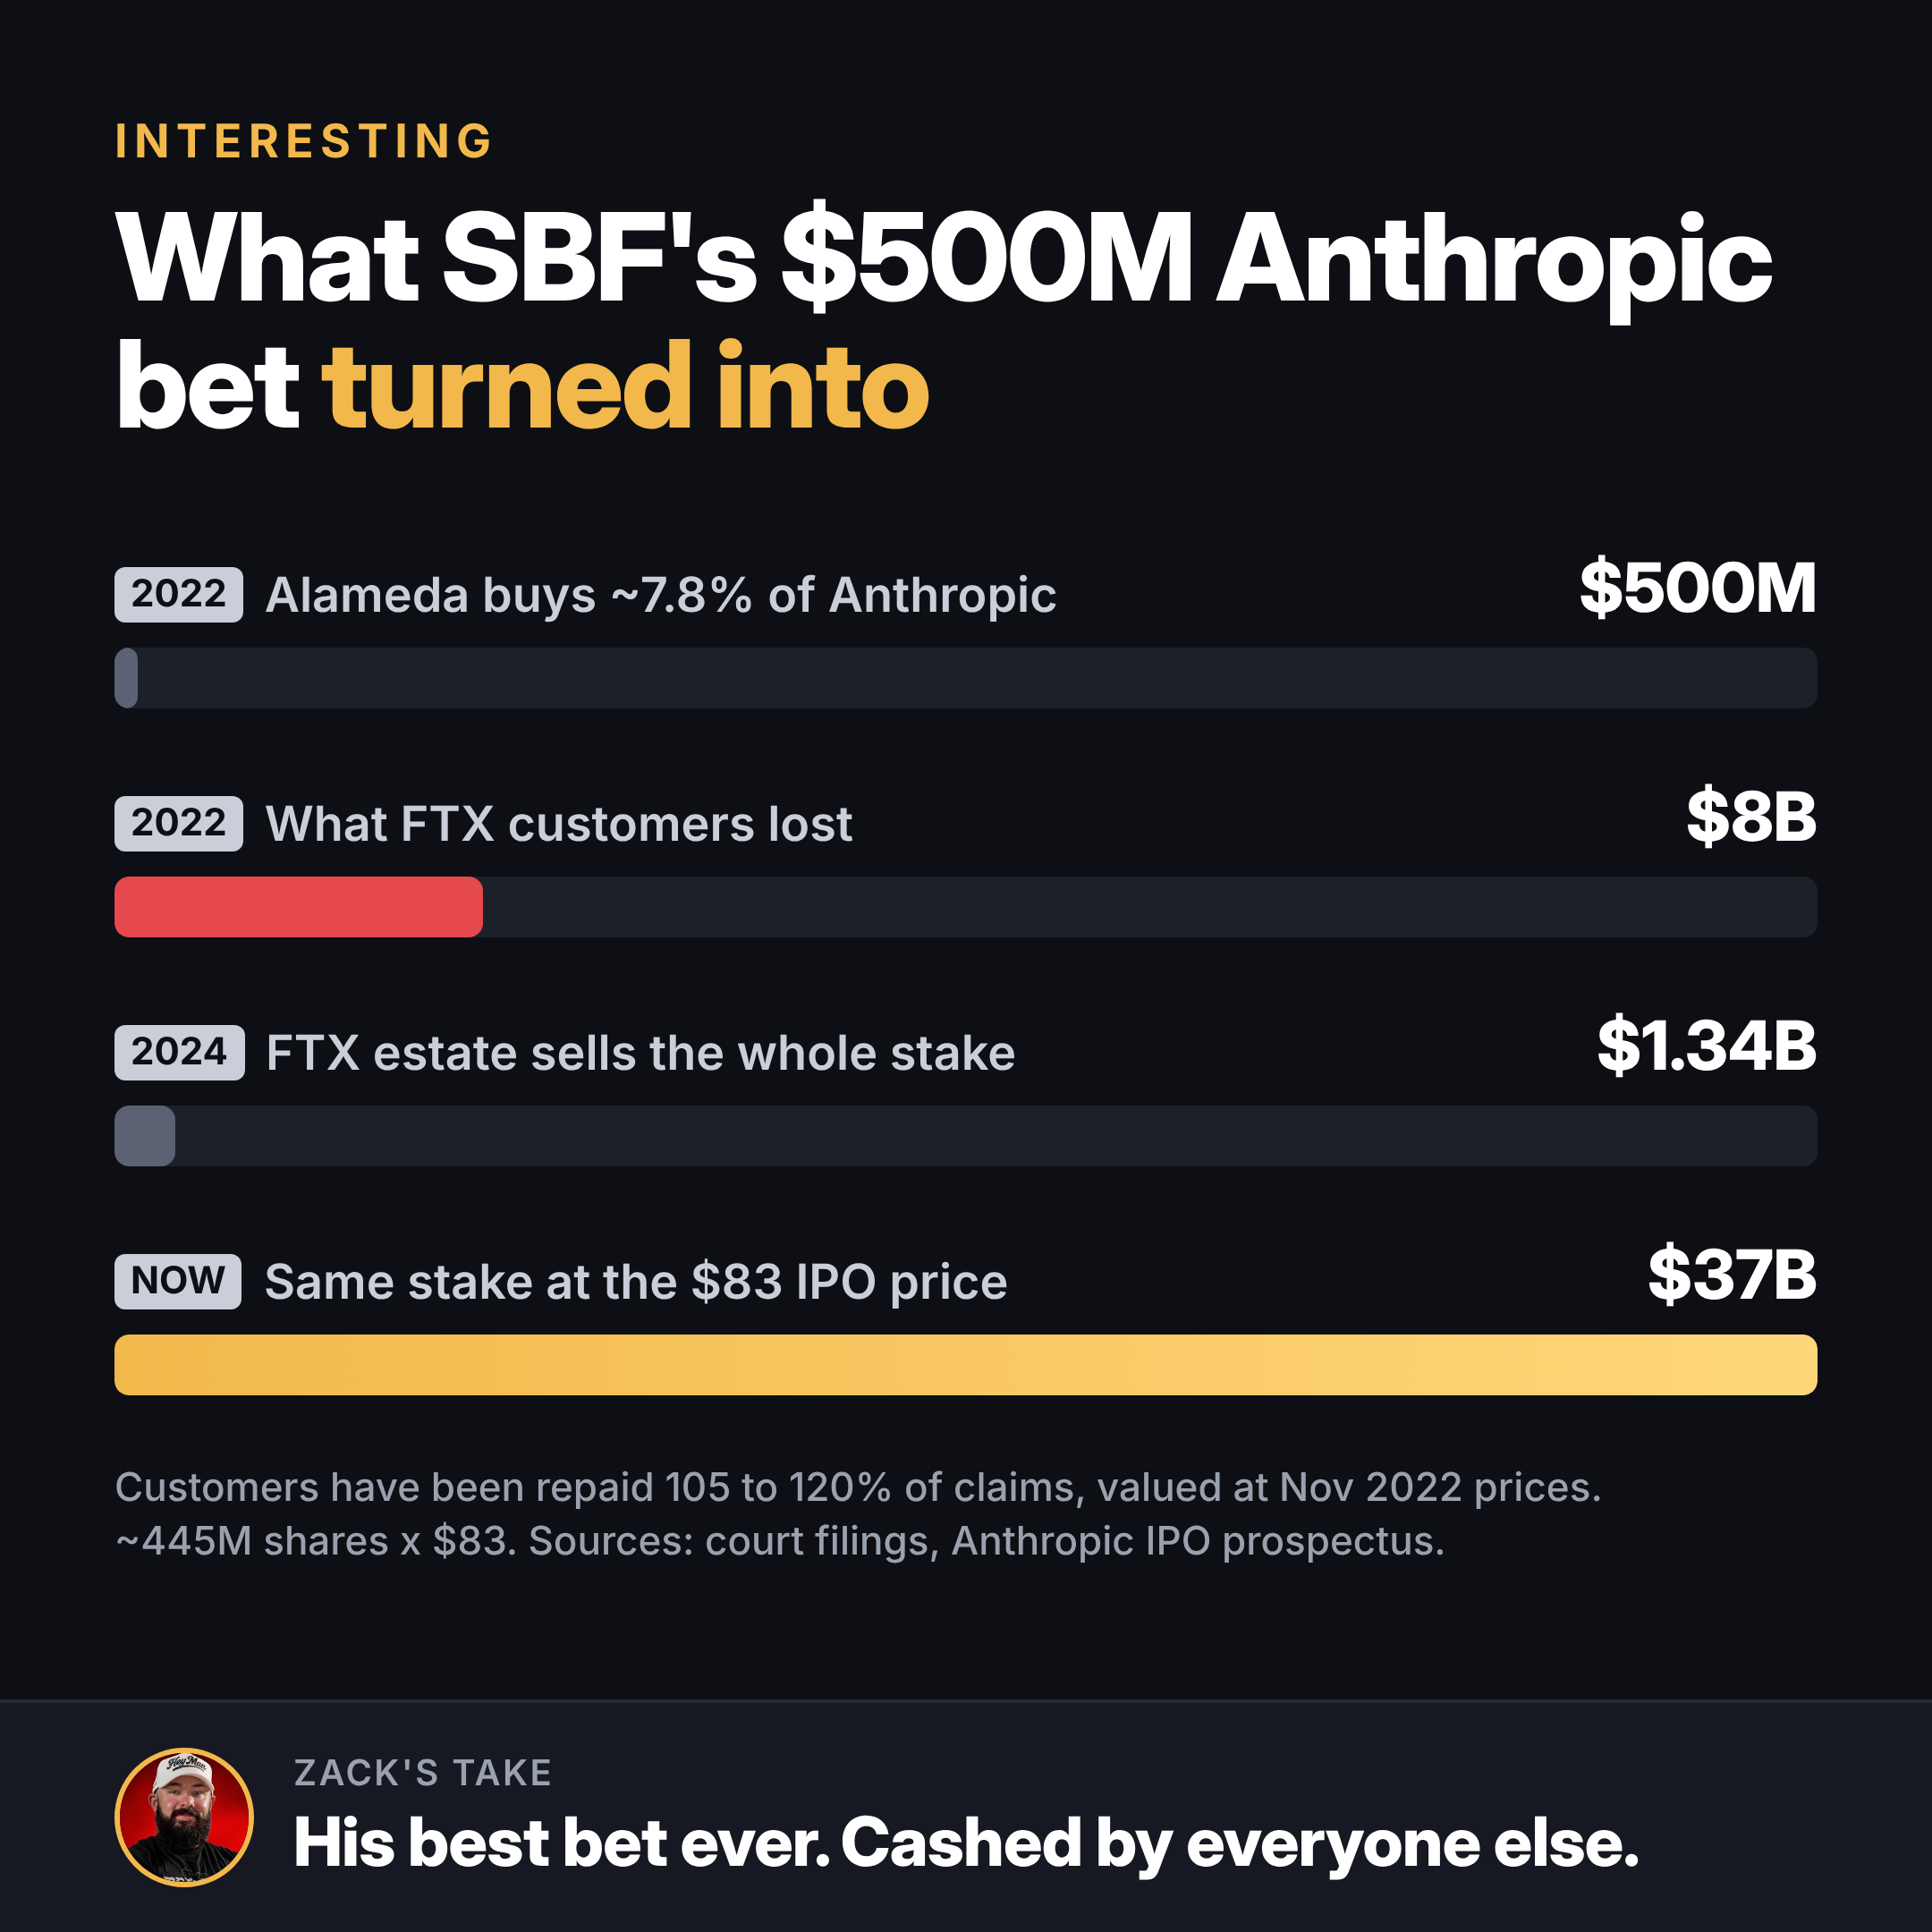 INTERESTING
What SBF's $500M Anthropic
bet turned into
2022 Alameda buys ~7.8% of Anthropic $500M
2022 What FTX customers lost $8B
2024 FTX estate sells the whole stake $1.34B
NOW Same stake at the $83 IPO price $37B
Customers have been repaid 105 to 120% of claims, valued at Nov 2022 prices.
~445M shares x $83. Sources: court filings, Anthropic IPO prospectus.
Hey Man
ZACK'S TAKE
His best bet ever. Cashed by everyone else.